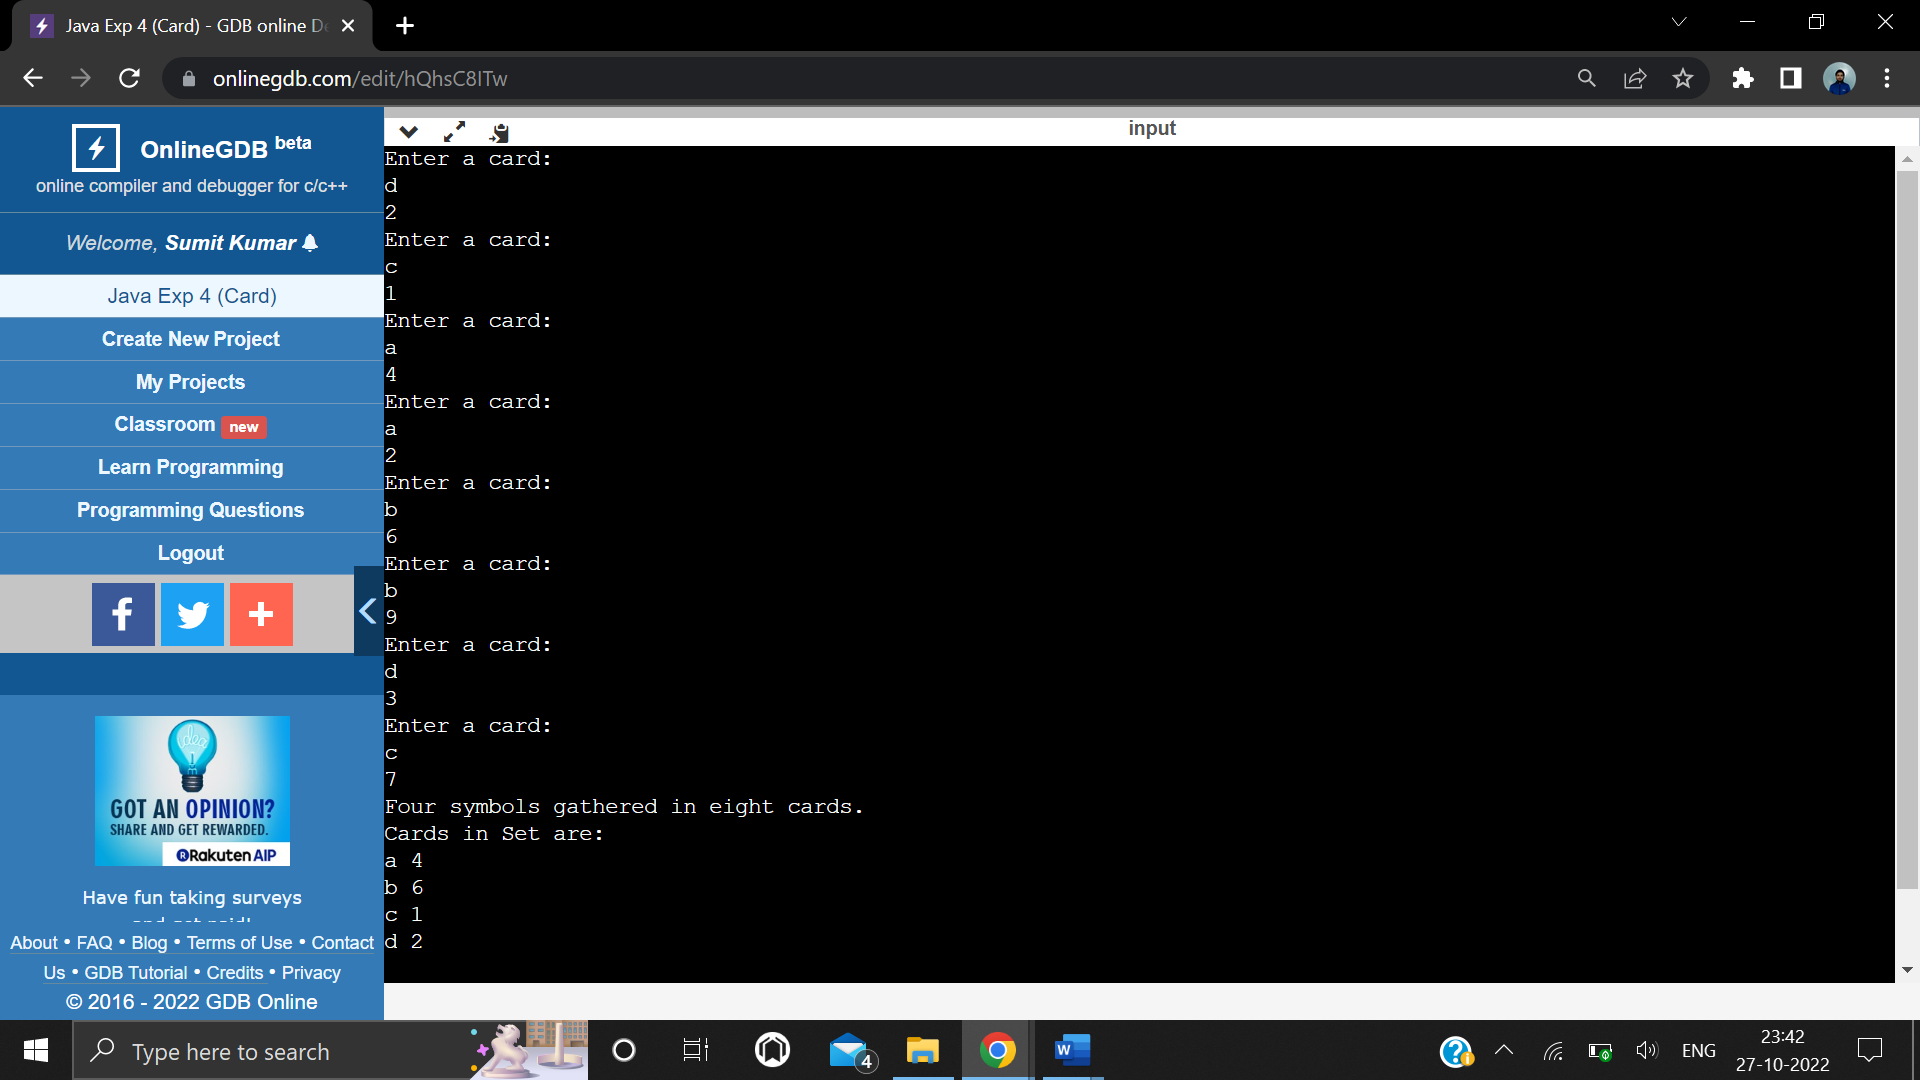 Java Exp 4 (Card) - GDB online De
onlinegdb.com/edit/hQhsC8ITw
OnlineGDB beta
online compiler and debugger for c/c++
Welcome, Sumit Kumar
Java Exp 4 (Card)
Create New Project
My Projects
Classroom new
Learn Programming
Programming Questions
Logout
idea
GOT AN OPINION?
SHARE AND GET REWARDED.
Rakuten AIP
Have fun taking surveys
and get paid!
About • FAQ • Blog • Terms of Use • Contact
Us • GDB Tutorial • Credits • Privacy
© 2016 - 2022 GDB Online
input
Enter a card:
d
2
Enter a card:
c
1
Enter a card:
a
4
Enter a card:
a
2
Enter a card:
b
6
Enter a card:
b
9
Enter a card:
d
3
Enter a card:
c
7
Four symbols gathered in eight cards.
Cards in Set are:
a 4
b 6
c 1
d 2
Type here to search
4
W
ENG
23:42
27-10-2022